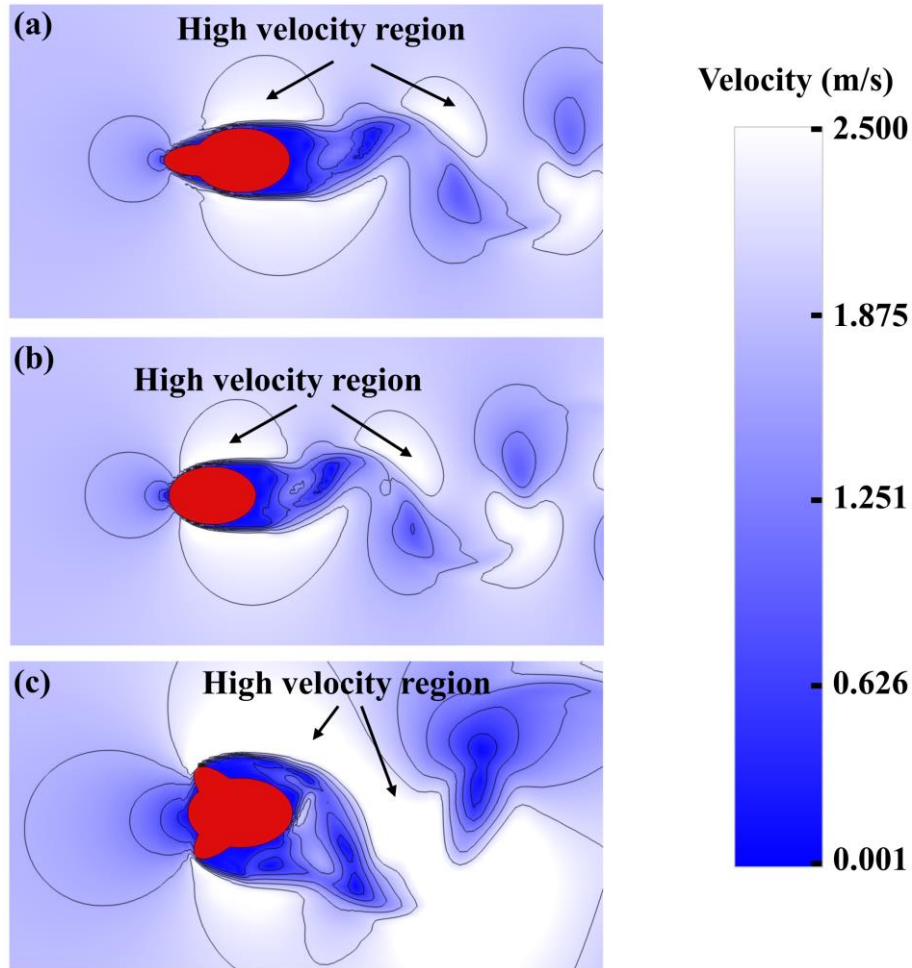 (a)
High velocity region
Velocity (m/s)
2.500
1.875
(b)
High velocity region
1.251
0.626
(c)
High velocity region
0.001